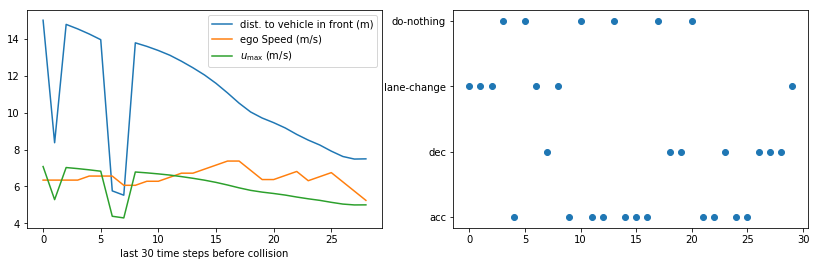 dist. to vehicle in front (m)
ego Speed (m/s)
u_max (m/s)
14
12
10
8
6
4
0 5 10 15 20 25
last 30 time steps before collision
do-nothing
lane-change
dec
acc
0 5 10 15 20 25 30